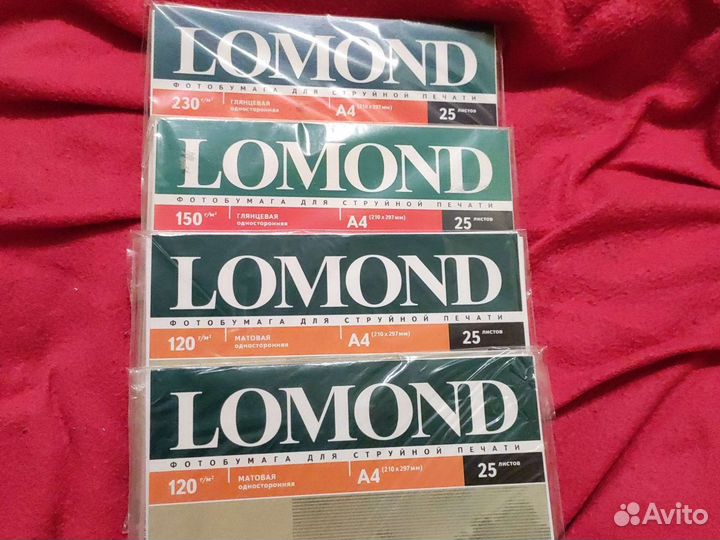 LOMOND
ФОТОБУМАГА ДЛЯ СТРУЙНОЙ ПЕЧАТИ
230 г/м² ГЛЯНЦЕВАЯ односторонняя A4 (210 x 297 мм) 25 листов
LOMOND
ФОТОБУМАГА ДЛЯ СТРУЙНОЙ ПЕЧАТИ
150 г/м² ГЛЯНЦЕВАЯ односторонняя A4 (210 x 297 мм) 25 листов
LOMOND
ФОТОБУМАГА ДЛЯ СТРУЙНОЙ ПЕЧАТИ
120 г/м² МАТОВАЯ односторонняя A4 (210 x 297 мм) 25 листов
LOMOND
ФОТОБУМАГА ДЛЯ СТРУЙНОЙ ПЕЧАТИ
120 г/м² МАТОВАЯ односторонняя A4 (210 x 297 мм) 25 листов
Avito